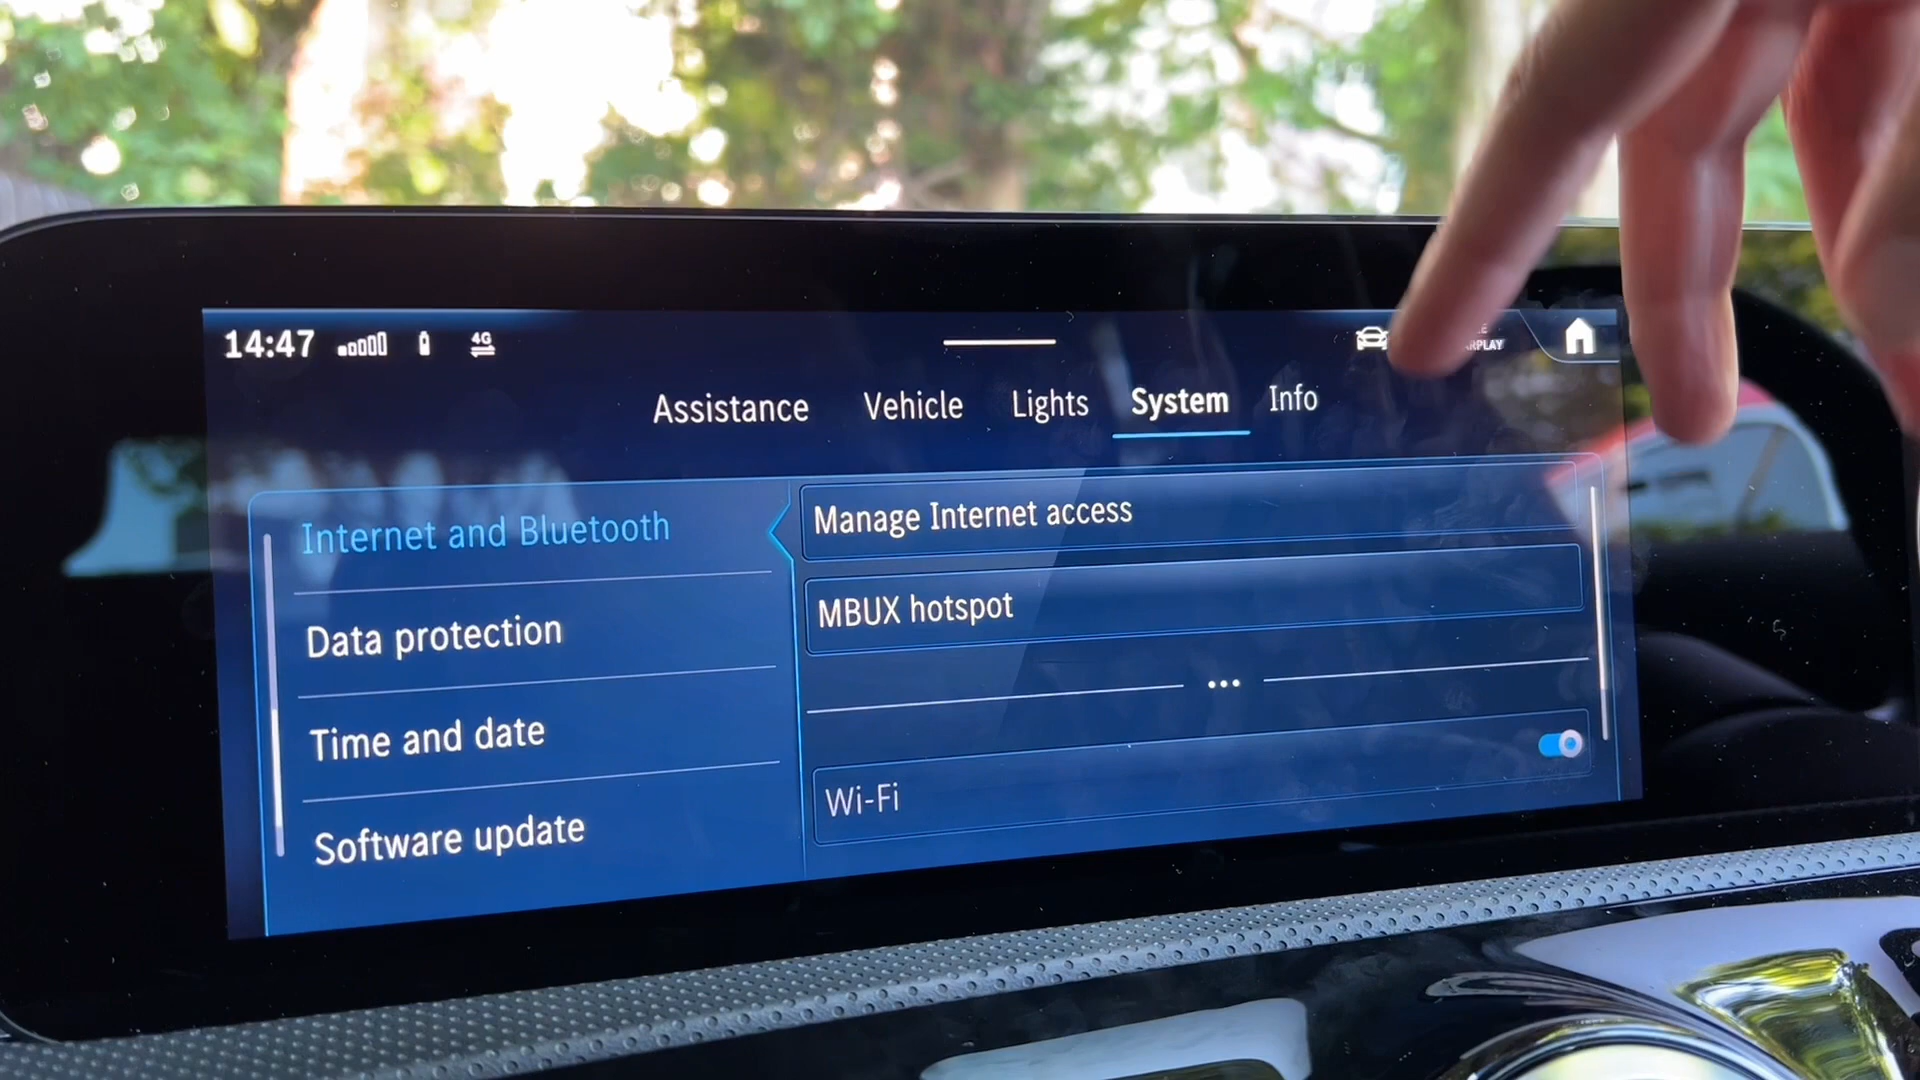 14:47
4G
PLAY
Assistance
Vehicle
Lights
System
Info
Internet and Bluetooth
Data protection
Time and date
Software update
Manage Internet access
MBUX hotspot
Wi-Fi